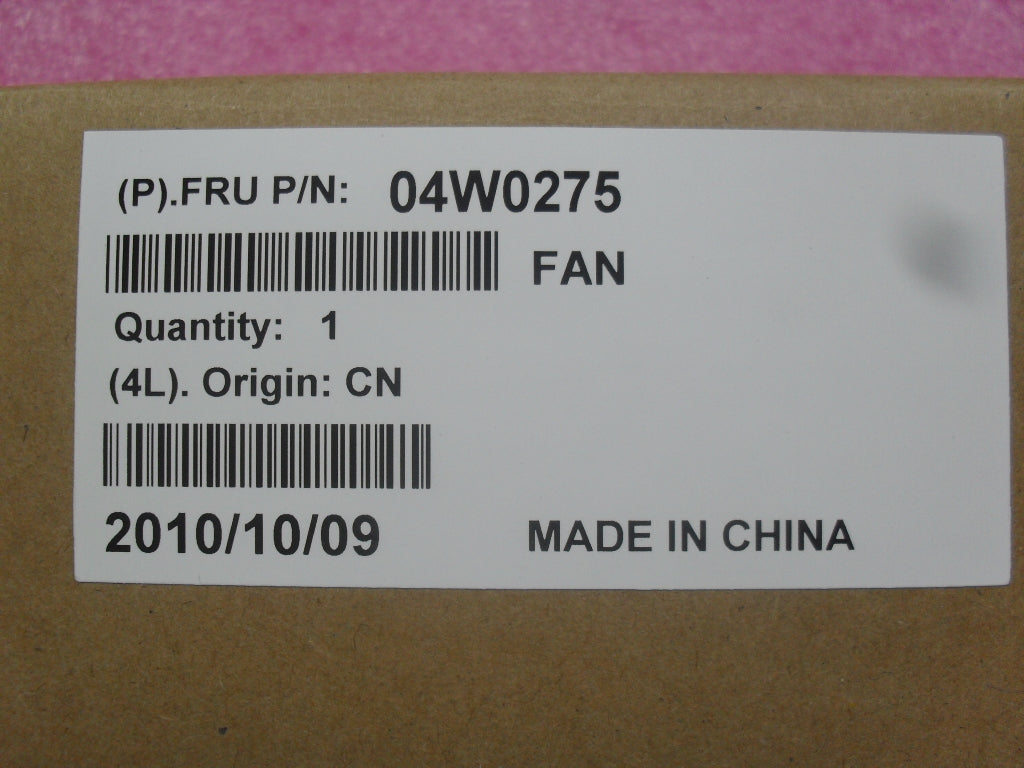 (P).FRU P/N: 04W0275
FAN
Quantity: 1
(4L). Origin: CN
2010/10/09 MADE IN CHINA